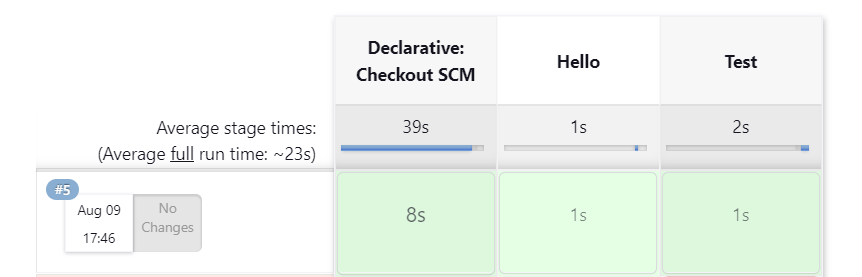 Declarative:
Checkout SCM
Hello
Test
Average stage times:
(Average full run time: ~23s)
39s
1s
2s
#5
Aug 09
17:46
No
Changes
8s
1s
1s